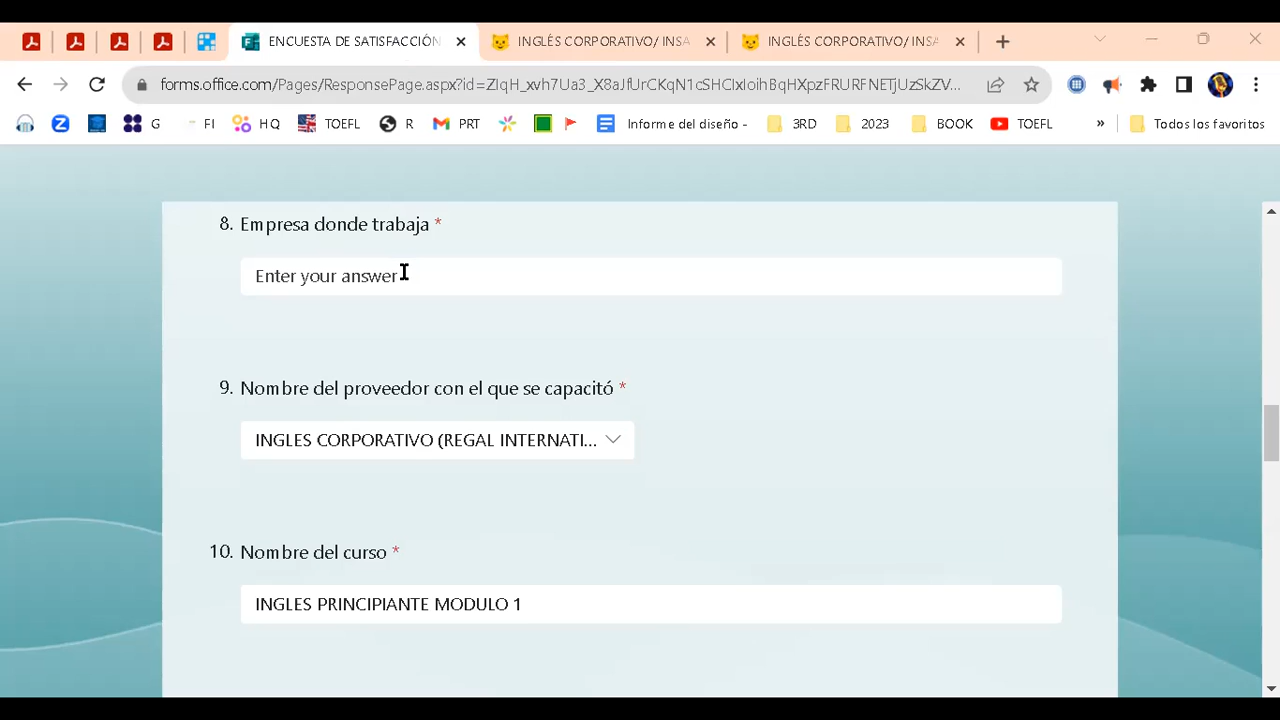 ENCUESTA DE SATISFACCIÓN
INGLÉS CORPORATIVO/ INSA
INGLÉS CORPORATIVO/ INSA
forms.office.com/Pages/ResponsePage.aspx?id=ZIqH_xvh7Ua3_X8aJfUrCKqN1cSHClxIoihBqHXpzFRURFNETjUzSkZV...
G
FI
HQ
TOEFL
R
PRT
Informe del diseño -
3RD
2023
BOOK
TOEFL
»
Todos los favoritos
8. Empresa donde trabaja *
Enter your answer
9. Nombre del proveedor con el que se capacitó *
INGLES CORPORATIVO (REGAL INTERNATI...
10. Nombre del curso *
INGLES PRINCIPIANTE MODULO 1